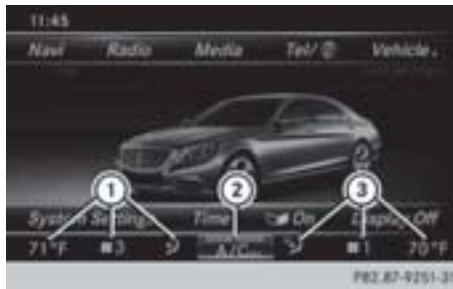 11:45
Navi Radio Media Tel/ Vehicle
1 2 3
System Settings Time On Display Off
71°F 3 A/C 1 70°F
P82.87-9251-31